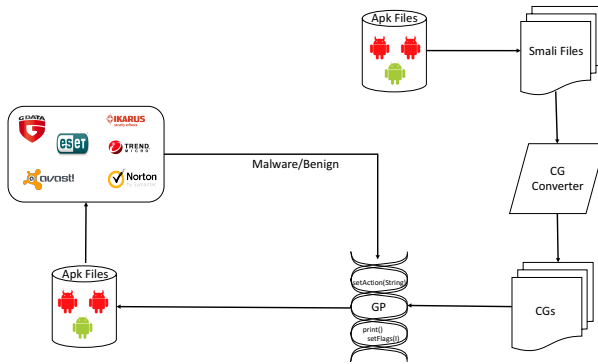 Apk Files
Smali Files
G DATA
IKARUS
security software
eseT
TREND
MICRO
avast!
Norton
by Symantec
Malware/Benign
CG
Converter
Apk Files
setAction(String)
GP
print()
setFlags(I)
CGs